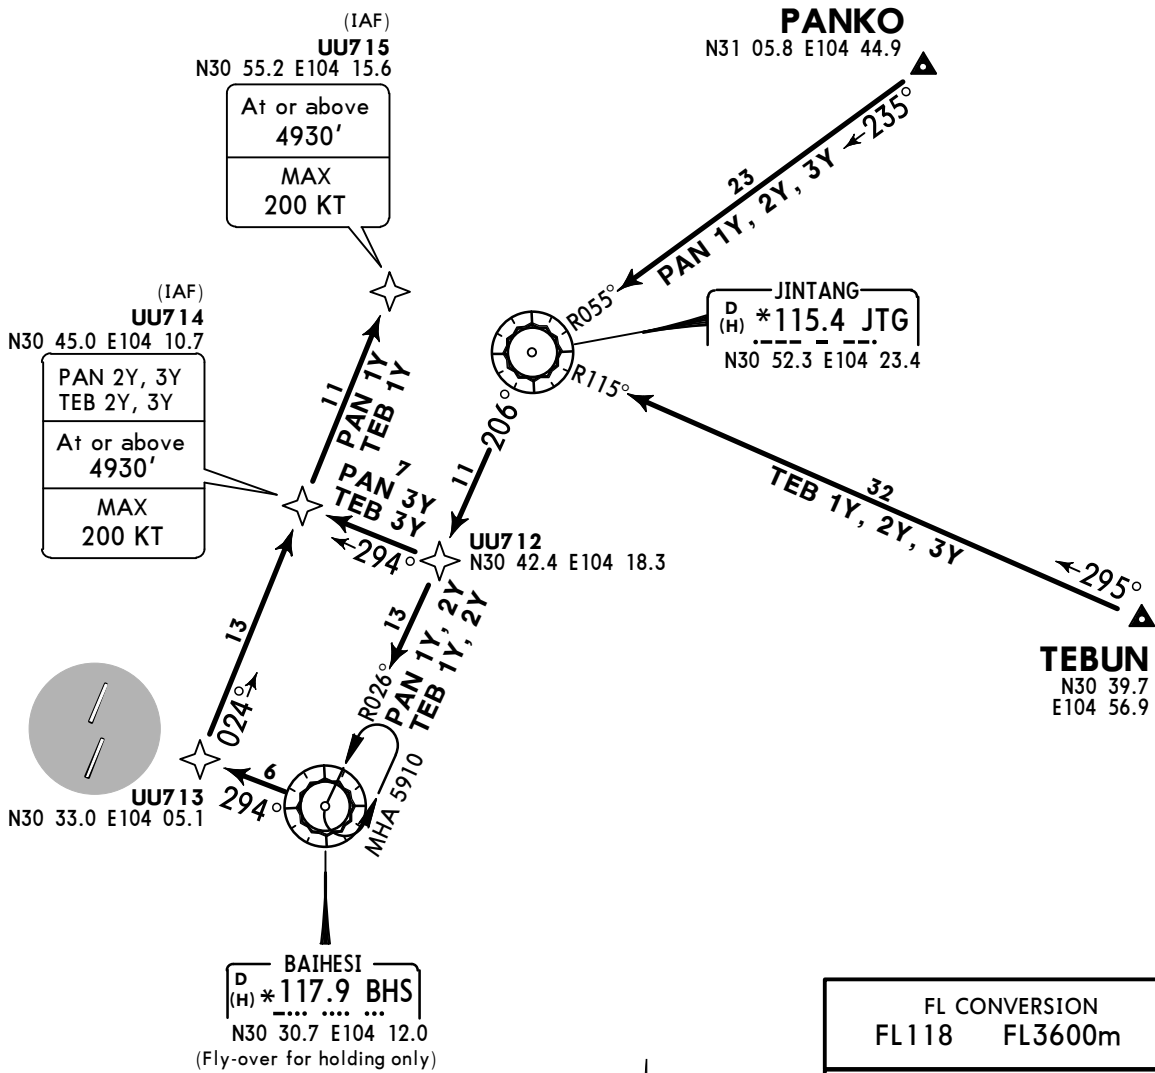 (IAF)
UU715
N30 55.2 E104 15.6
At or above
4930'
MAX
200 KT
PANKO
N31 05.8 E104 44.9
←235°
23
PAN 1Y, 2Y, 3Y
R055°
JINTANG
D
(H) *115.4 JTG
N30 52.3 E104 23.4
R115°
32
TEB 1Y, 2Y, 3Y
←295°
TEBUN
N30 39.7
E104 56.9
(IAF)
UU714
N30 45.0 E104 10.7
PAN 2Y, 3Y
TEB 2Y, 3Y
At or above
4930'
MAX
200 KT
11
PAN 1Y
TEB 1Y
206°
11
7
PAN 3Y
TEB 3Y
←294°
UU712
N30 42.4 E104 18.3
13
PAN 1Y, 2Y
TEB 1Y, 2Y
R026°
MHA 5910
13
024°→
UU713
N30 33.0 E104 05.1
6
294°
BAIHESI
D
(H) *117.9 BHS
N30 30.7 E104 12.0
(Fly-over for holding only)
FL CONVERSION
FL118 FL3600m